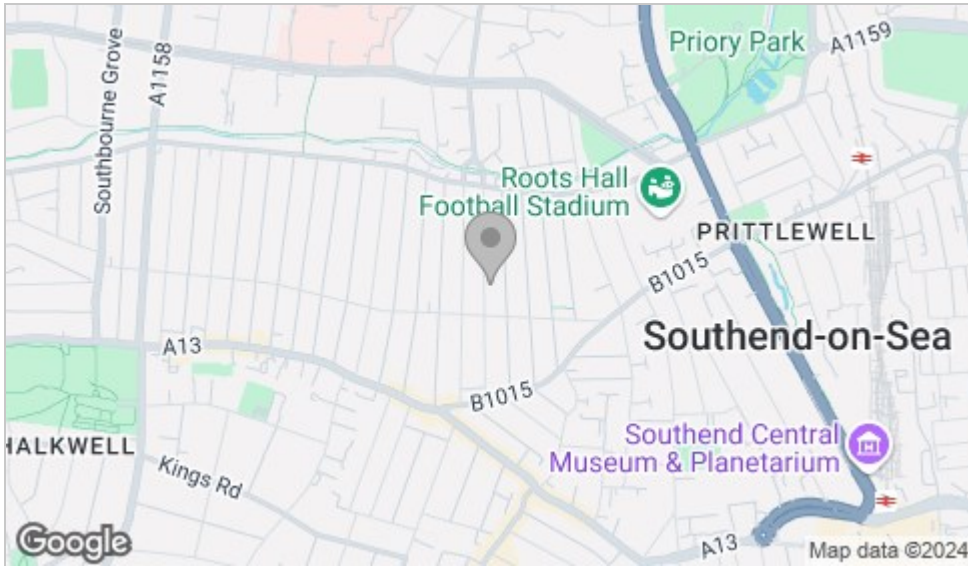 Southbourne Grove
A1158
Priory Park
A1159
Roots Hall
Football Stadium
PRITTLEWELL
B1015
Southend-on-Sea
A13
B1015
HALKWELL
Kings Rd
Southend Central
Museum & Planetarium
Google
A13
Map data ©2024